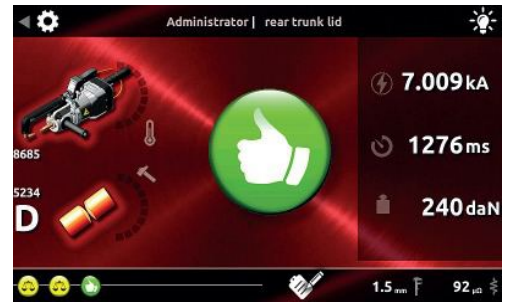 Administrator | rear trunk lid
7.009 kA
8685
1276 ms
5234
D
240 daN
1.5 mm
92 μΩ